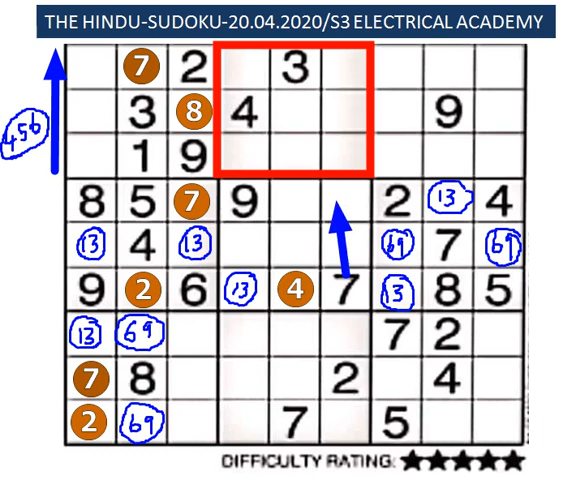 THE HINDU-SUDOKU-20.04.2020/S3 ELECTRICAL ACADEMY
7 2 3
3 8 4 9
456
1 9
8 5 7 9 2 13 4
13 4 13 69 7 69
9 2 6 13 4 7 13 8 5
13 69 7 2
7 8 2 4
2 69 7 5
DIFFICULTY RATING: ★★★★★